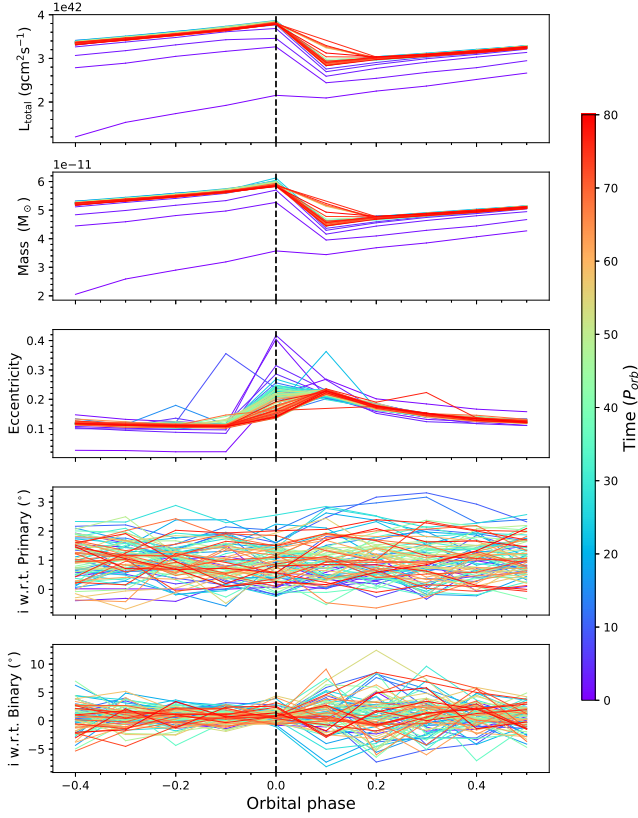 1e42
4
3
2
L_total (gcm²s⁻¹)
1e−11
6
5
4
3
2
Mass (M_⊙)
0.4
0.3
0.2
0.1
Eccentricity
3
2
1
0
i w.r.t. Primary (°)
10
5
0
−5
i w.r.t. Binary (°)
−0.4 −0.2 0.0 0.2 0.4
Orbital phase
80
70
60
50
40
30
20
10
0
Time (P_orb)